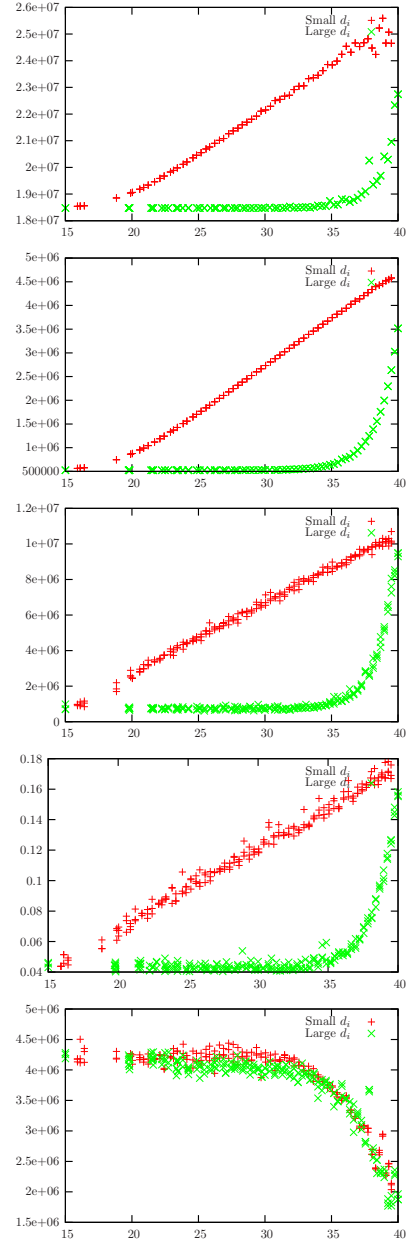 2.6e+07
Small d_i +
Large d_i ×
2.5e+07
2.4e+07
2.3e+07
2.2e+07
2.1e+07
2e+07
1.9e+07
1.8e+07
15 20 25 30 35 40
5e+06
Small d_i +
Large d_i ×
4.5e+06
4e+06
3.5e+06
3e+06
2.5e+06
2e+06
1.5e+06
1e+06
500000
15 20 25 30 35 40
1.2e+07
Small d_i +
Large d_i ×
1e+07
8e+06
6e+06
4e+06
2e+06
0
15 20 25 30 35 40
0.18
Small d_i +
Large d_i ×
0.16
0.14
0.12
0.1
0.08
0.06
0.04
15 20 25 30 35 40
5e+06
Small d_i +
Large d_i ×
4.5e+06
4e+06
3.5e+06
3e+06
2.5e+06
2e+06
1.5e+06
15 20 25 30 35 40